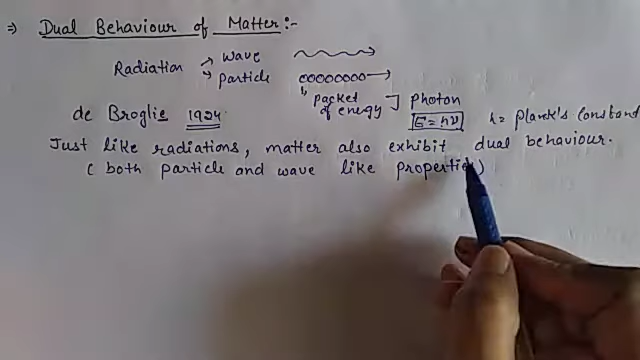 ⇒ Dual Behaviour of Matter:-
Radiation → wave
→ particle
packet of energy ] Photon
de Broglie 1924 E=hν h= Plank's Constant
Just like radiations, matter also exhibit dual behaviour.
( both particle and wave like properties)